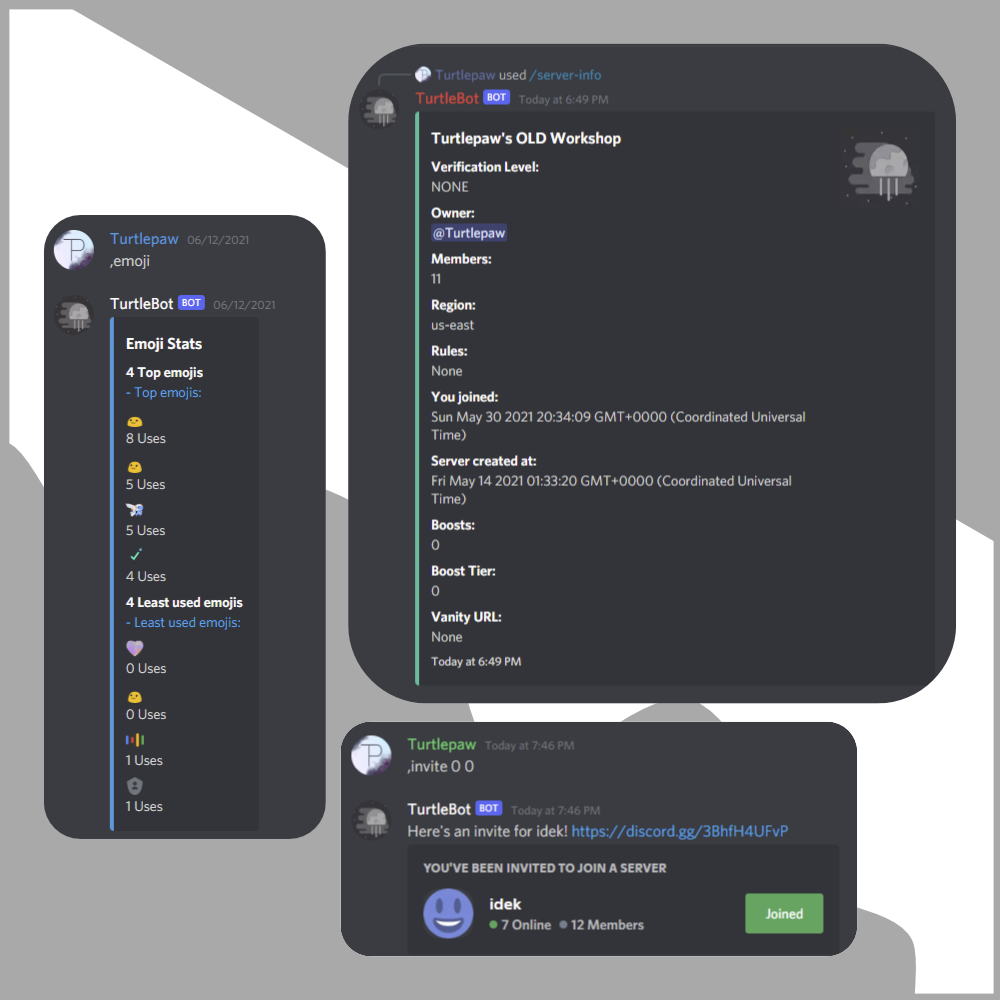 Turtlepaw 06/12/2021
,emoji
TurtleBot BOT 06/12/2021
Emoji Stats
4 Top emojis
- Top emojis:
8 Uses
5 Uses
5 Uses
4 Uses
4 Least used emojis
- Least used emojis:
0 Uses
0 Uses
1 Uses
1 Uses
Turtlepaw used /server-info
TurtleBot BOT Today at 6:49 PM
Turtlepaw's OLD Workshop
Verification Level:
NONE
Owner:
@Turtlepaw
Members:
11
Region:
us-east
Rules:
None
You joined:
Sun May 30 2021 20:34:09 GMT+0000 (Coordinated Universal
Time)
Server created at:
Fri May 14 2021 01:33:20 GMT+0000 (Coordinated Universal
Time)
Boosts:
0
Boost Tier:
0
Vanity URL:
None
Today at 6:49 PM
Turtlepaw Today at 7:46 PM
,invite 0 0
TurtleBot BOT Today at 7:46 PM
Here's an invite for idek! https://discord.gg/3BhfH4UFvP
YOU'VE BEEN INVITED TO JOIN A SERVER
idek
7 Online 12 Members
Joined